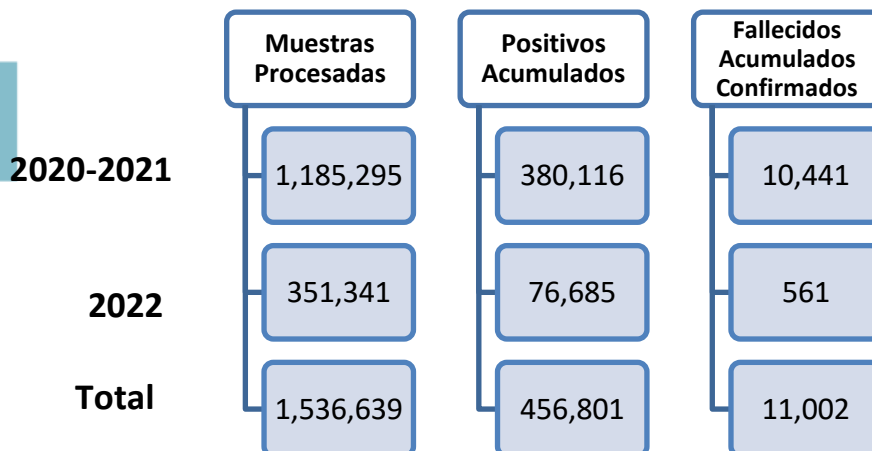 Muestras
Procesadas
Positivos
Acumulados
Fallecidos
Acumulados
Confirmados
2020-2021
1,185,295
380,116
10,441
2022
351,341
76,685
561
Total
1,536,639
456,801
11,002